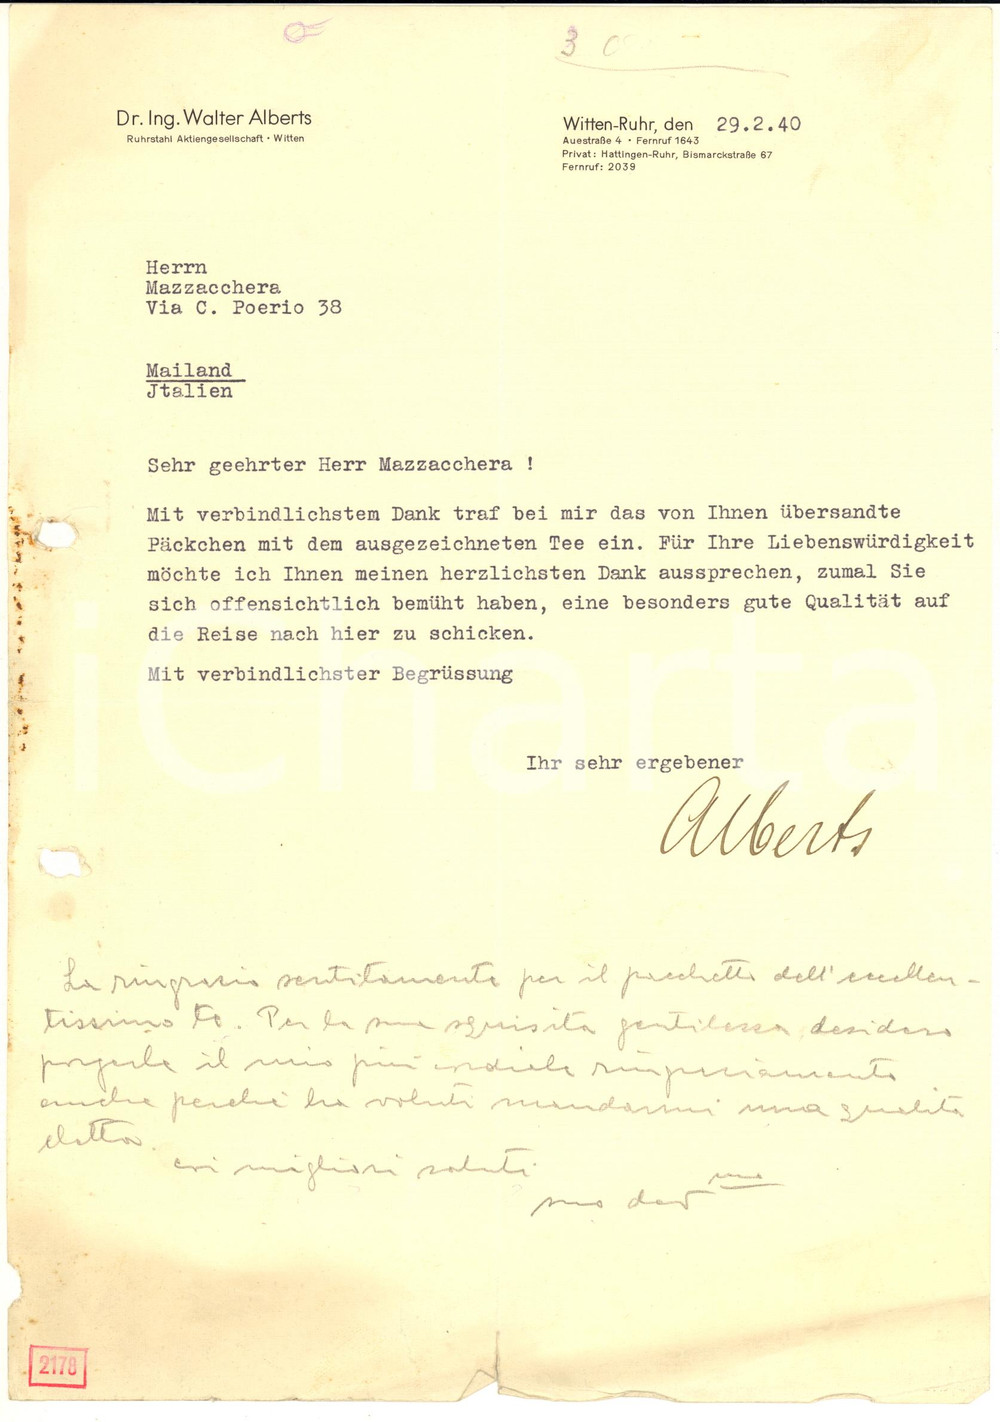 3
Dr. Ing. Walter Alberts
Ruhrstahl Aktiengesellschaft • Witten
Witten-Ruhr, den 29.2.40
Auestraße 4 • Fernruf 1643
Privat: Hattingen-Ruhr, Bismarckstraße 67
Fernruf: 2039
Herrn
Mazzacchera
Via C. Poerio 38
Mailand
Jtalien
Sehr geehrter Herr Mazzacchera !
Mit verbindlichstem Dank traf bei mir das von Ihnen übersandte
Päckchen mit dem ausgezeichneten Tee ein. Für Ihre Liebenswürdigkeit
möchte ich Ihnen meinen herzlichsten Dank aussprechen, zumal Sie
sich offensichtlich bemüht haben, eine besonders gute Qualität auf
die Reise nach hier zu schicken.
Mit verbindlichster Begrüssung
Ihr sehr ergebener
Alberts
La ringrazio sentitamente per il pacchetto dell'eccellen-
tissimo te. Per la sua squisita gentilezza desidero
porgerle il mio più cordiale ringraziamento
anche perchè ha voluto mandarmi una qualità
eletta.
coi migliori saluti
suo dev mo
iCharta
2178